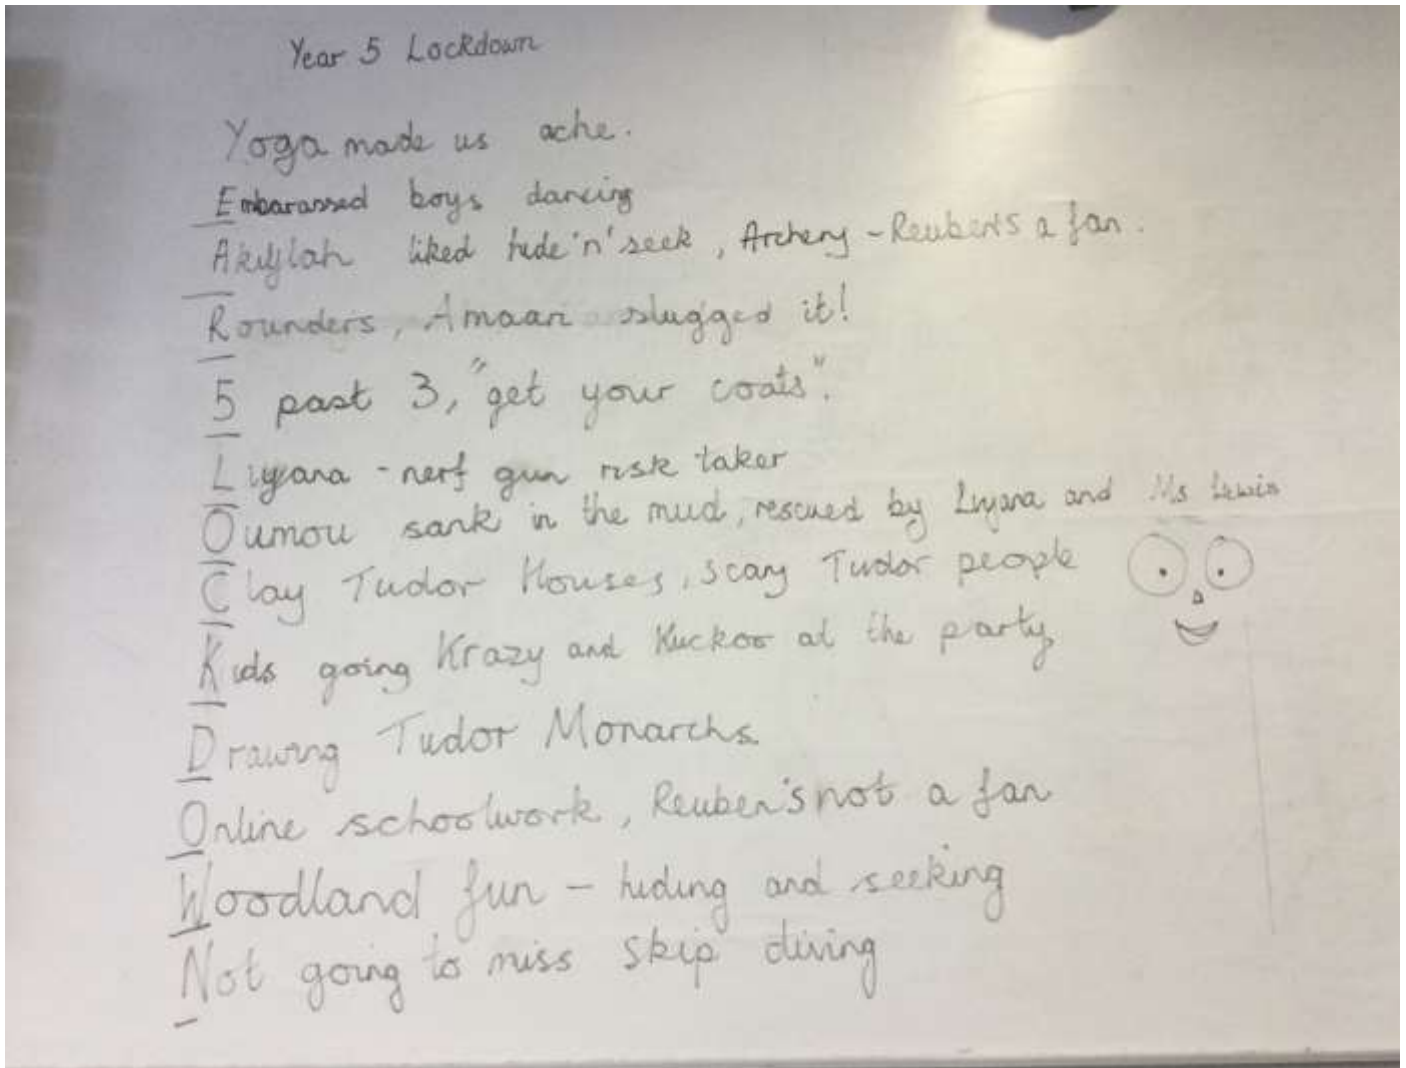 Year 5 Lockdown
Yoga made us ache.
Embarassed boys dancing
liked hide'n'seek, Archery - Reuben's a fan.
Rounders, Amaan slugged it!
5 past 3, "get your coats".
Liyana - nerf gun risk taker
Oumou sank in the mud, rescued by Liyana and Ms Lewis
Clay Tudor Houses, scary Tudor people
Kids going Krazy and Kuckoo at the party
Drawing Tudor Monarchs
Online schoolwork, Reuben's not a fan
Woodland fun - hiding and seeking
Not going to miss skip diving